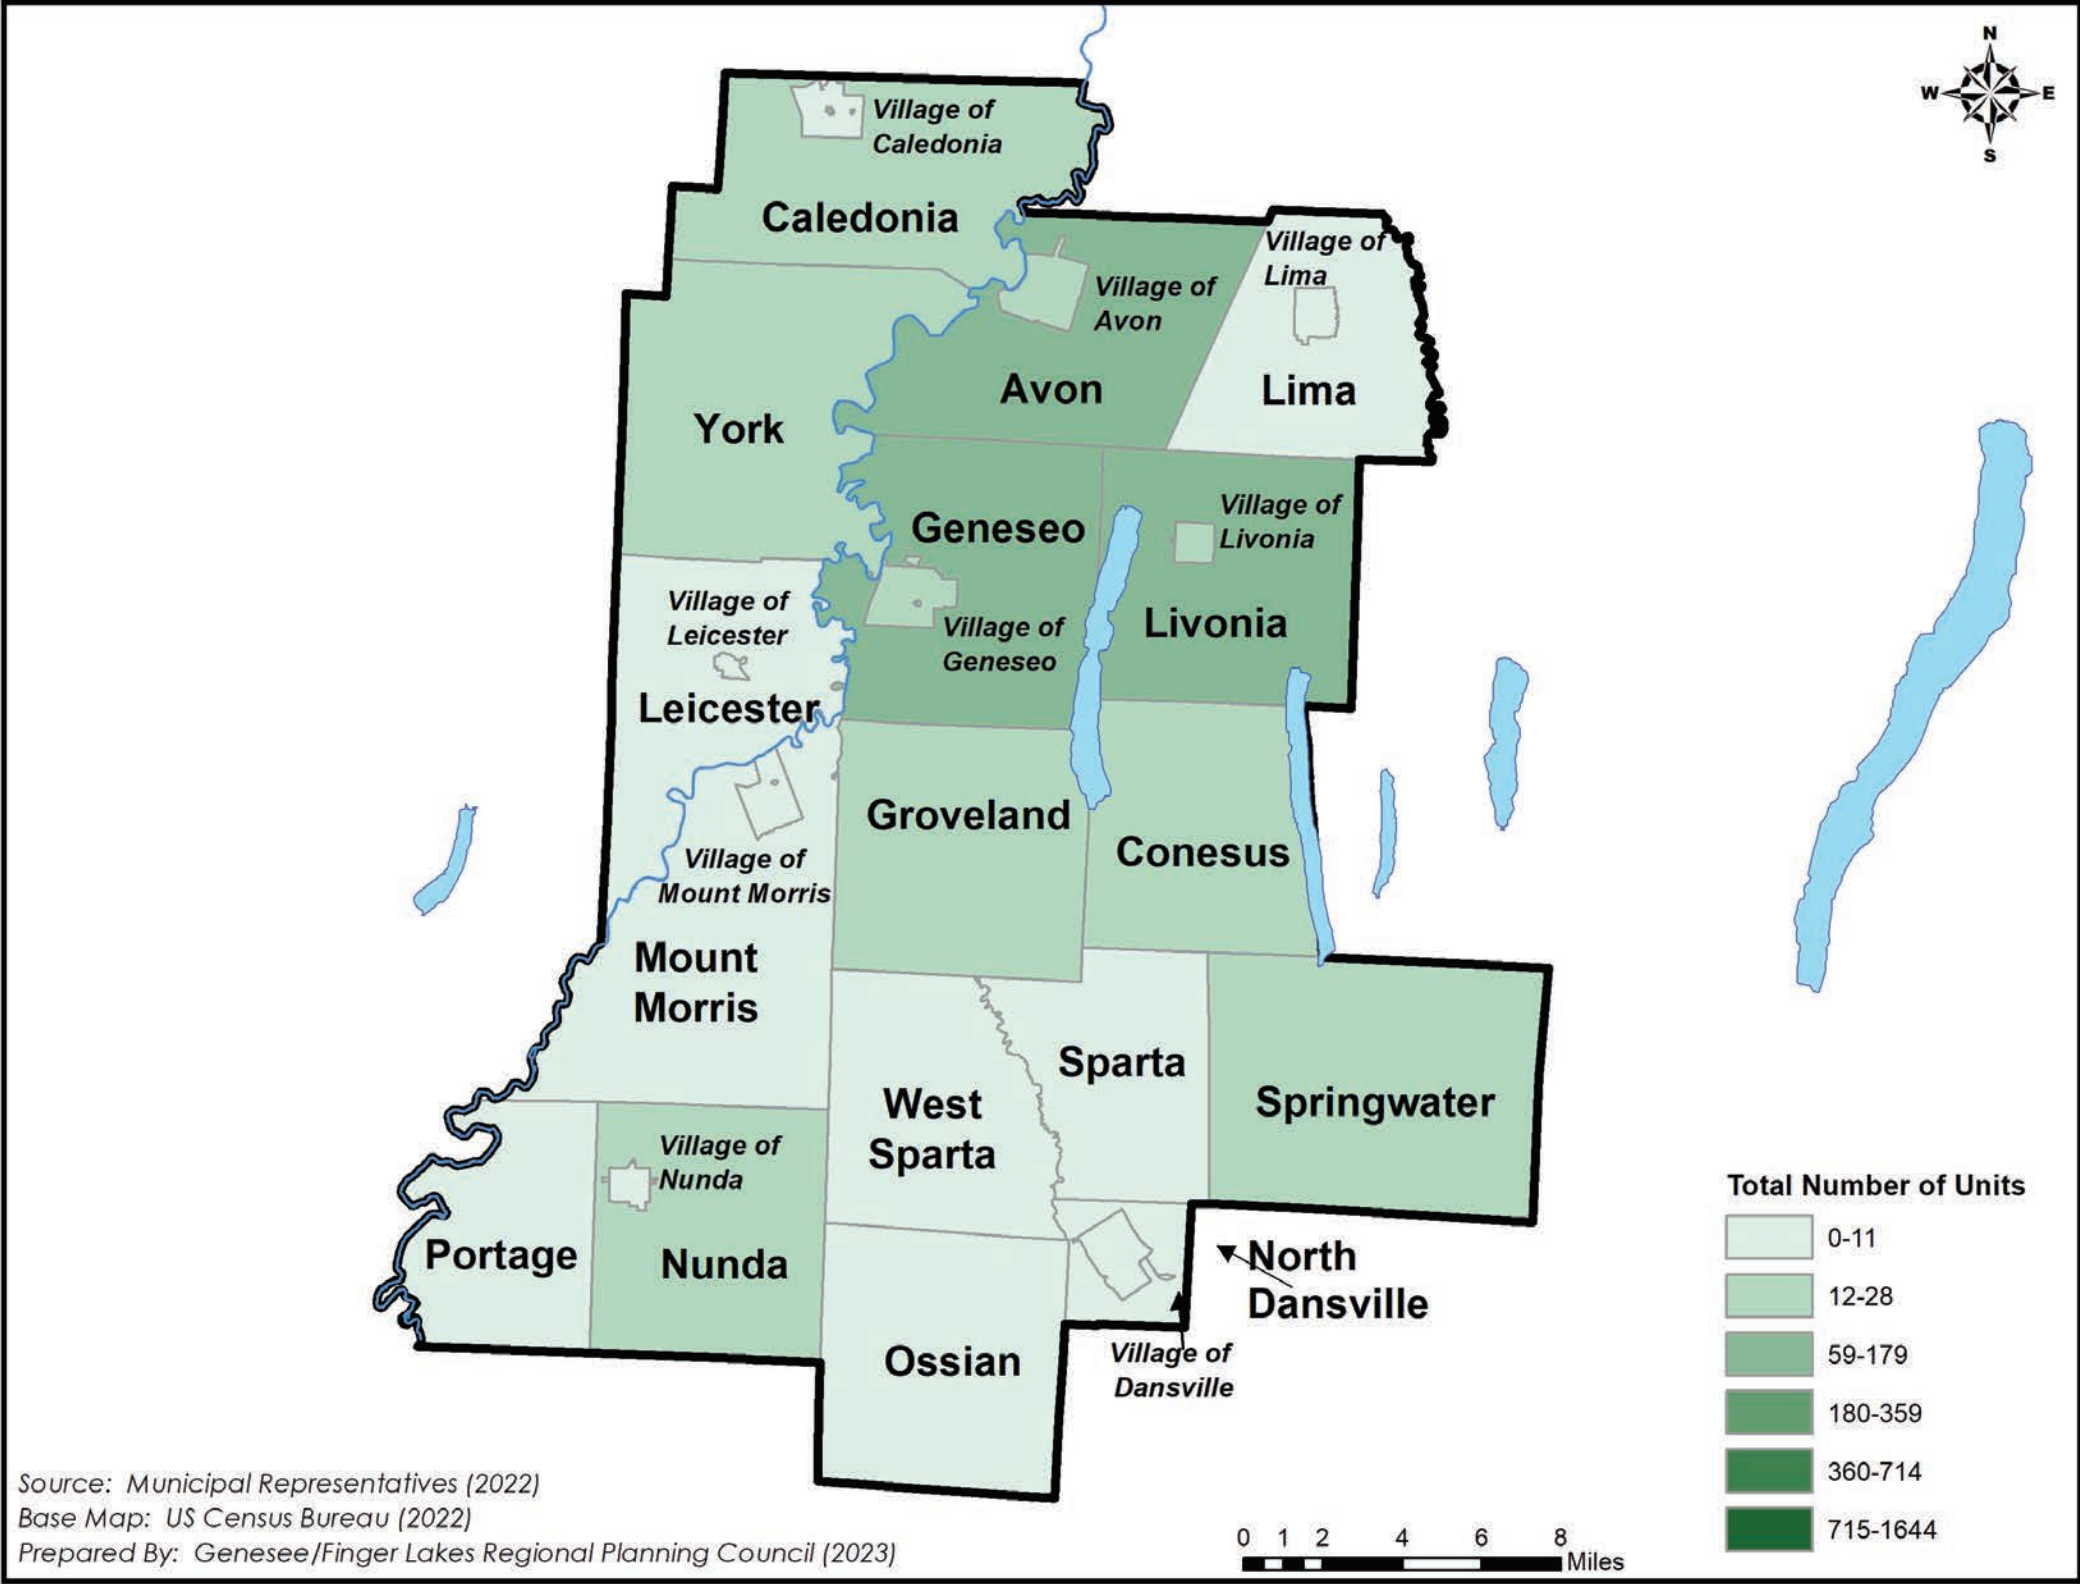 N
W E
S
Village of
Caledonia
Caledonia
Village of
Lima
Village of
Avon
Avon
Lima
York
Village of
Livonia
Geneseo
Livonia
Village of
Geneseo
Village of
Leicester
Leicester
Groveland
Conesus
Village of
Mount Morris
Mount
Morris
Sparta
West
Sparta
Springwater
Village of
Nunda
Portage
Nunda
North
Dansville
Ossian
Village of
Dansville
Total Number of Units
0-11
12-28
59-179
180-359
360-714
715-1644
Source: Municipal Representatives (2022)
Base Map: US Census Bureau (2022)
Prepared By: Genesee/Finger Lakes Regional Planning Council (2023)
0 1 2 4 6 8
Miles